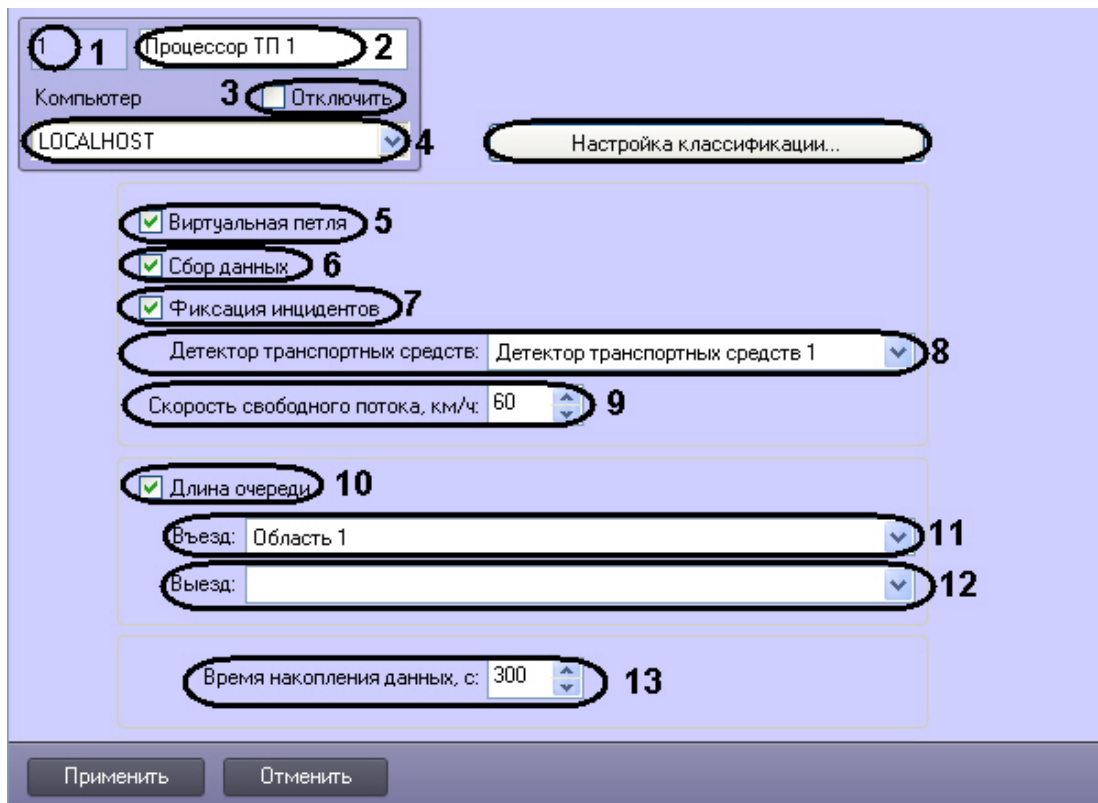 1 1 Процессор ТП 1 2
Компьютер 3 Отключить
LOCALHOST 4 Настройка классификации...
Виртуальная петля 5
Сбор данных 6
Фиксация инцидентов 7
Детектор транспортных средств: Детектор транспортных средств 1 8
Скорость свободного потока, км/ч: 60 9
Длина очереди 10
Въезд: Область 1 11
Выезд: 12
Время накопления данных, с: 300 13
Применить Отменить